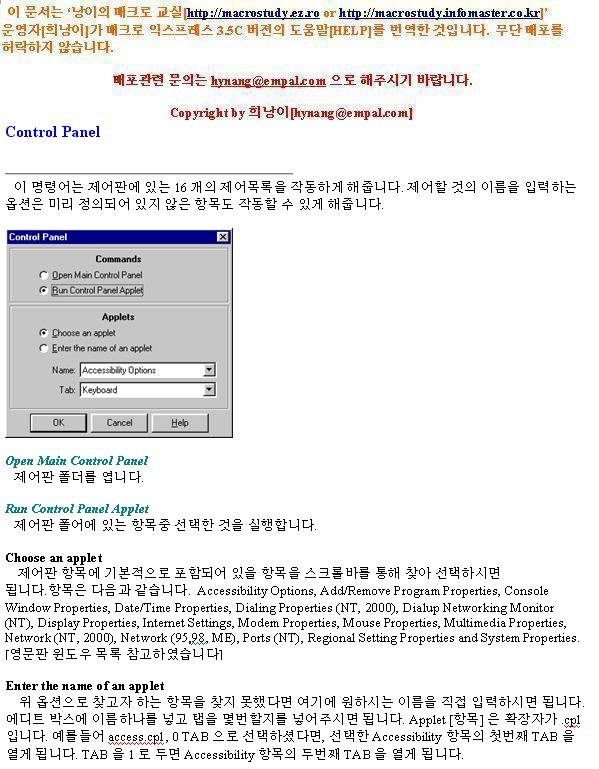 이 문서는 ‘낭이의 매크로 교실[http://macrostudy.ez.ro or http://macrostudy.infomaster.co.kr]’
운영자[희낭이]가 매크로 익스프레스 3.5C 버젼의 도움말[HELP]를 번역한 것입니다. 무단 배포를
허락하지 않습니다.
배포관련 문의는 hynang@empal.com 으로 해주시기 바랍니다.
Copyright by 희낭이[hynang@empal.com]
Control Panel
이 명령어는 제어판에 있는 16 개의 제어목록을 작동하게 해줍니다. 제어할 것의 이름을 입력하는
옵션은 미리 정의되어 있지 않은 항목도 작동할 수 있게 해줍니다.
Control Panel
Commands
Open Main Control Panel
Run Control Panel Applet
Applets
Choose an applet
Enter the name of an applet
Name: Accessibility Options
Tab: Keyboard
OK Cancel Help
Open Main Control Panel
제어판 폴더를 엽니다.
Run Control Panel Applet
제어판 폴어에 있는 항목중 선택한 것을 실행합니다.
Choose an applet
제어판 항목에 기본적으로 포함되어 있을 항목을 스크롤바를 통해 찾아 선택하시면
됩니다.항목은 다음과 같습니다. Accessibility Options, Add/Remove Program Properties, Console
Window Properties, Date/Time Properties, Dialing Properties (NT, 2000), Dialup Networking Monitor
(NT), Display Properties, Internet Settings, Modem Properties, Mouse Properties, Multimedia Properties,
Network (NT, 2000), Network (95,98, ME), Ports (NT), Regional Setting Properties and System Properties.
[영문판 윈도우 목록 참고하였습니다]
Enter the name of an applet
위 옵션으로 찾고자 하는 항목을 찾지 못했다면 여기에 원하시는 이름을 직접 입력하시면 됩니다.
에디트 박스에 이름하나를 넣고 탭을 몇번할지를 넣어주시면 됩니다. Applet [항목] 은 확장자가 .cpl
입니다. 예를들어 access.cpl , 0 TAB 으로 선택하셨다면, 선택한 Accessibility 항목의 첫번째 TAB 을
열게 됩니다. TAB 을 1 로 두면 Accessibility 항목의 두번째 TAB 을 열게 됩니다.